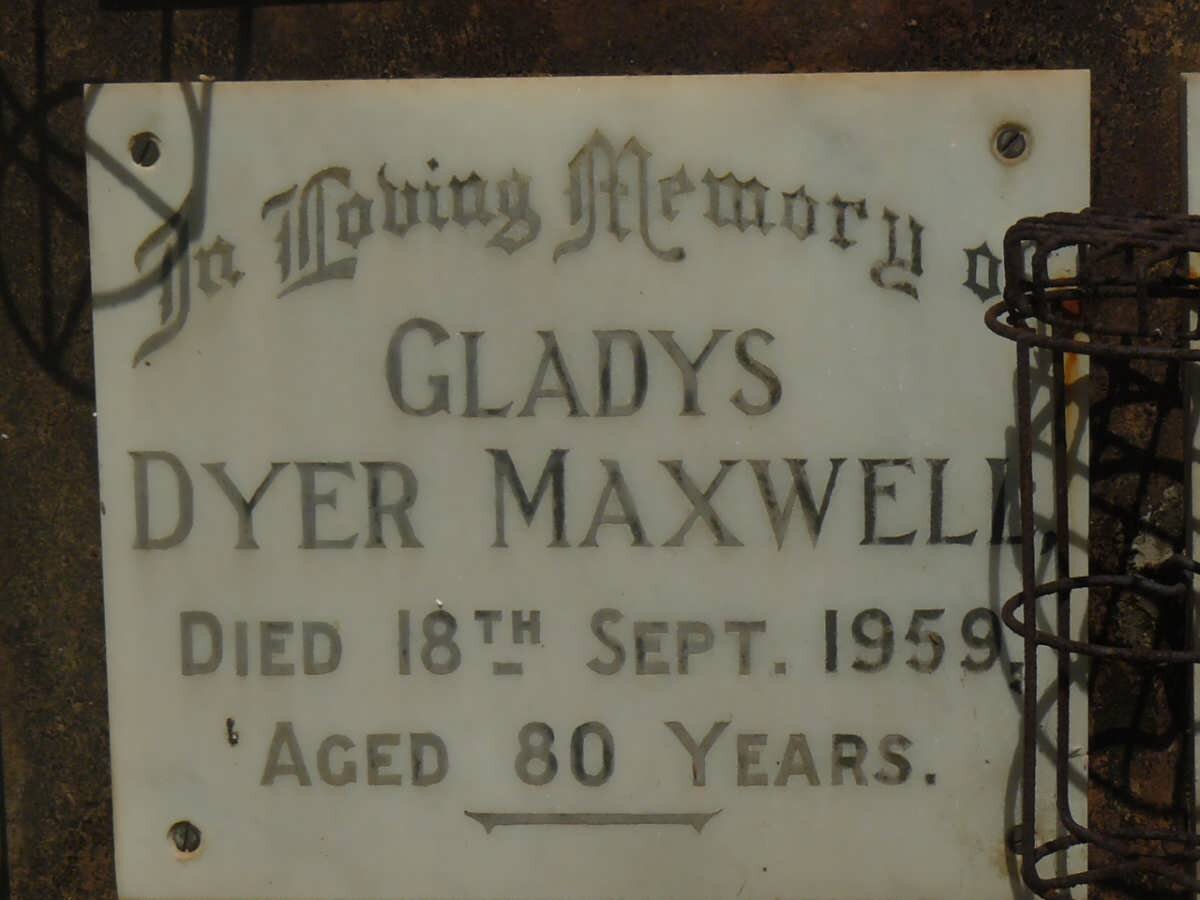 In Loving Memory of
GLADYS
DYER MAXWELL,
DIED 18TH SEPT. 1959,
AGED 80 YEARS.